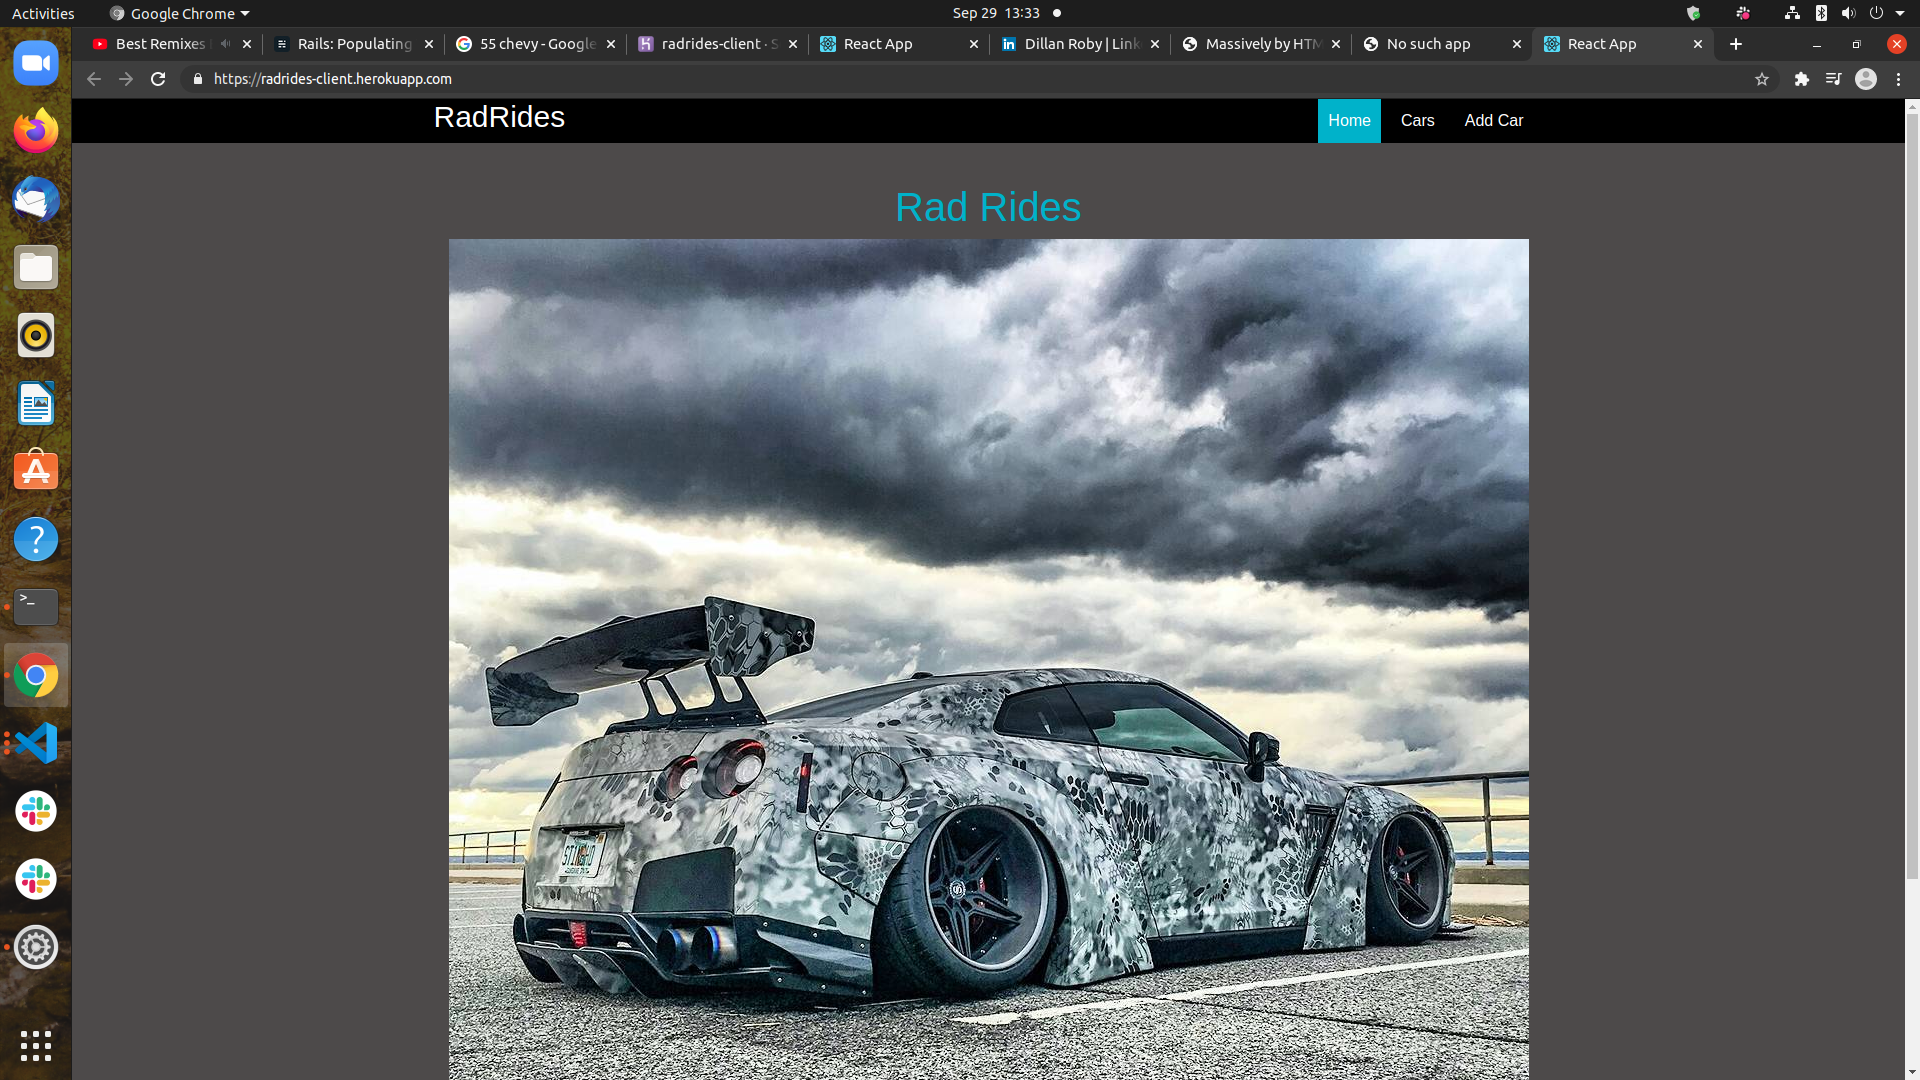 Activities
Google Chrome
Sep 29 13:33
Best Remixes
Rails: Populating
55 chevy - Google
radrides-client · S
React App
Dillan Roby | Link
Massively by HTM
No such app
React App
https://radrides-client.herokuapp.com
RadRides
Home
Cars
Add Car
Rad Rides